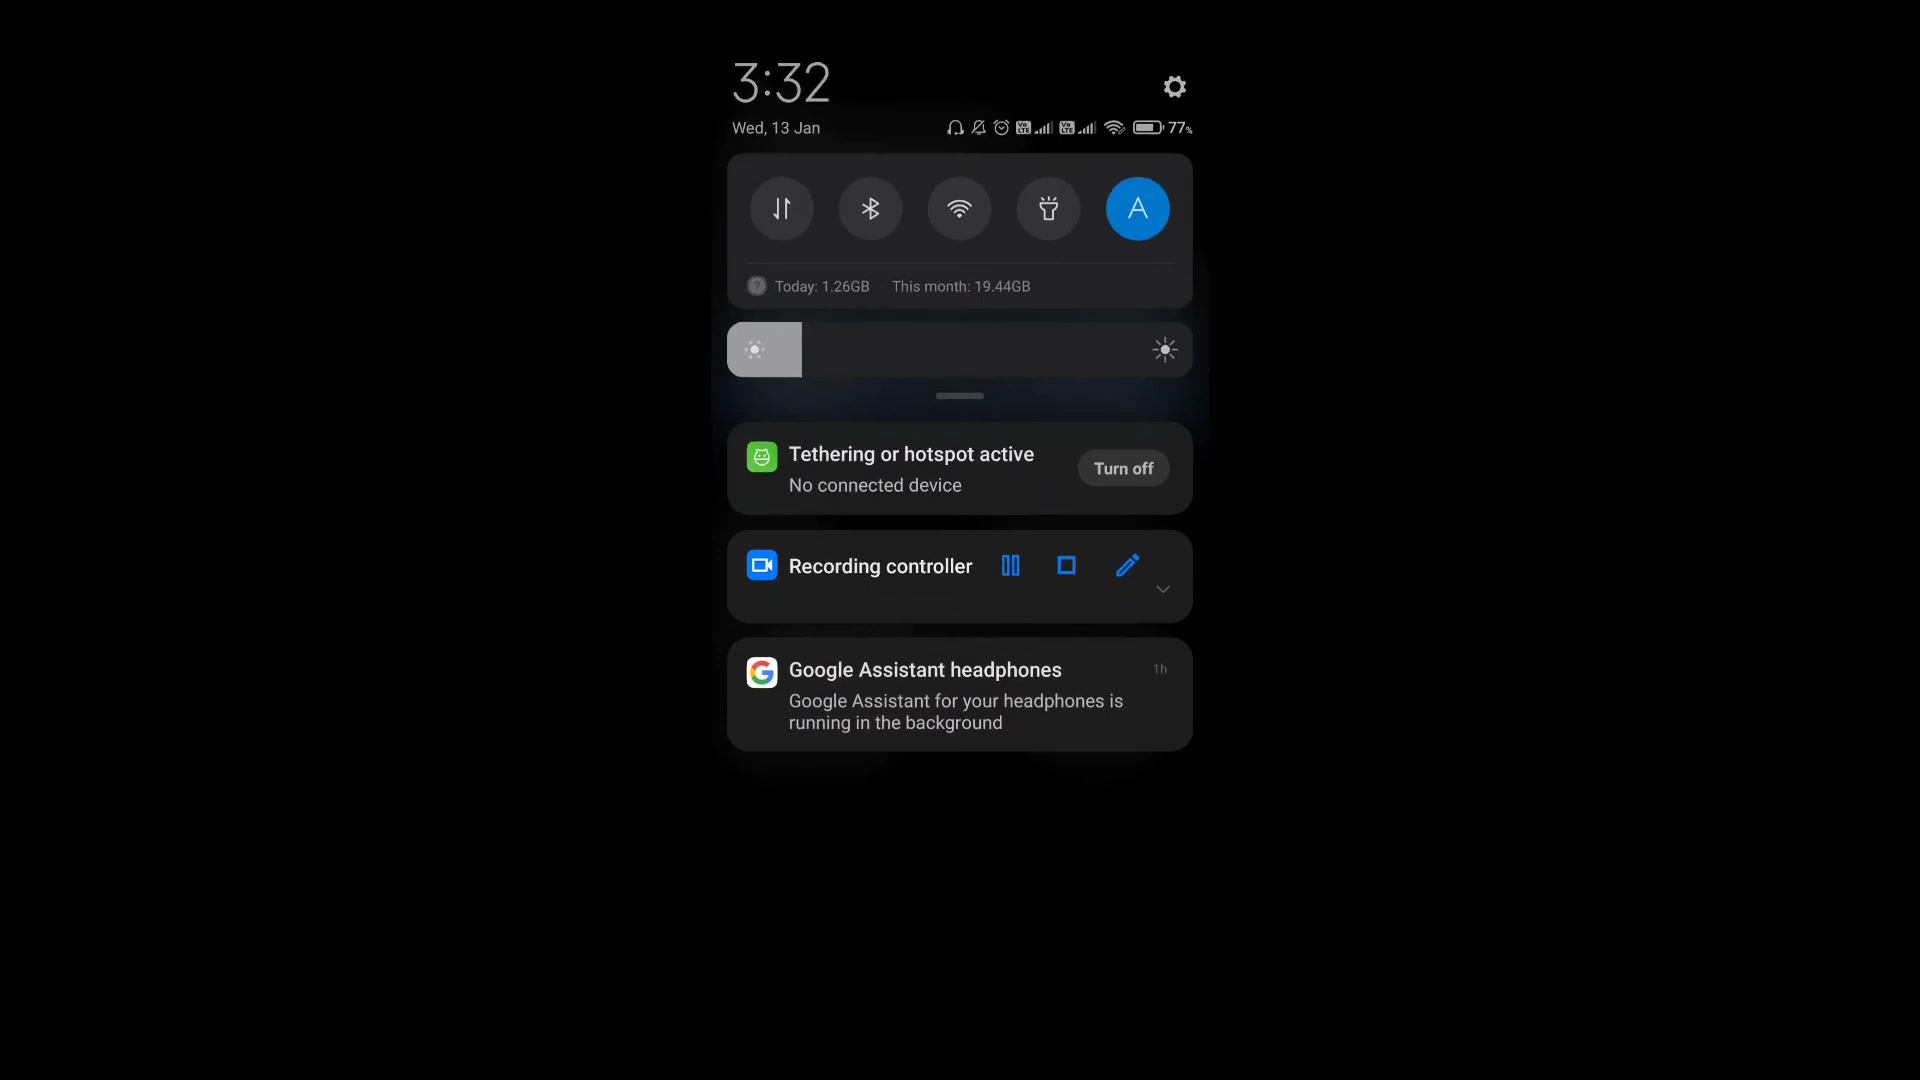 3:32
Wed, 13 Jan
77%
Today: 1.26GB This month: 19.44GB
Tethering or hotspot active
No connected device
Turn off
Recording controller
Google Assistant headphones
1h
Google Assistant for your headphones is
running in the background